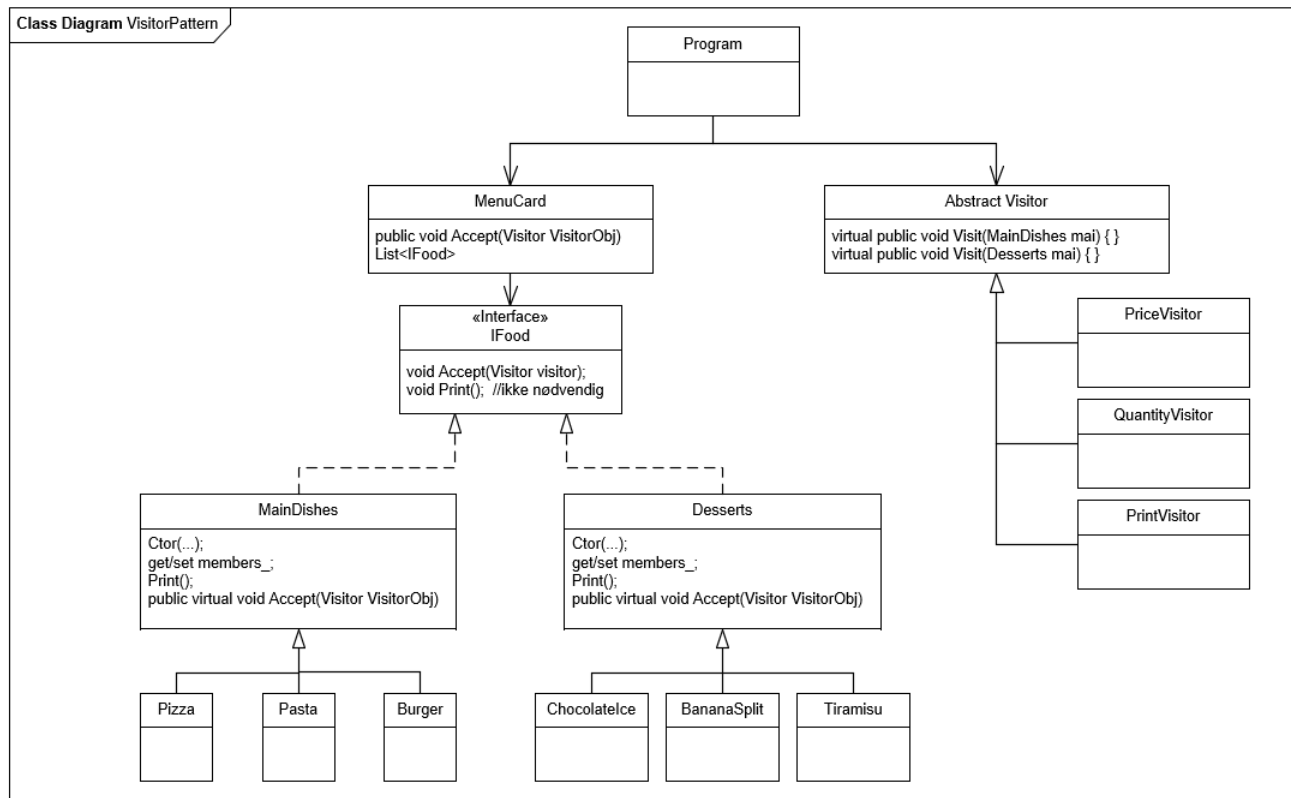 Class Diagram VisitorPattern
Program
MenuCard
public void Accept(Visitor VisitorObj)
List<IFood>
Abstract Visitor
virtual public void Visit(MainDishes mai) { }
virtual public void Visit(Desserts mai) { }
«Interface»
IFood
void Accept(Visitor visitor);
void Print();  //ikke nødvendig
PriceVisitor
QuantityVisitor
PrintVisitor
MainDishes
Ctor(...);
get/set members_;
Print();
public virtual void Accept(Visitor VisitorObj)
Desserts
Ctor(...);
get/set members_;
Print();
public virtual void Accept(Visitor VisitorObj)
Pizza
Pasta
Burger
ChocolateIce
BananaSplit
Tiramisu